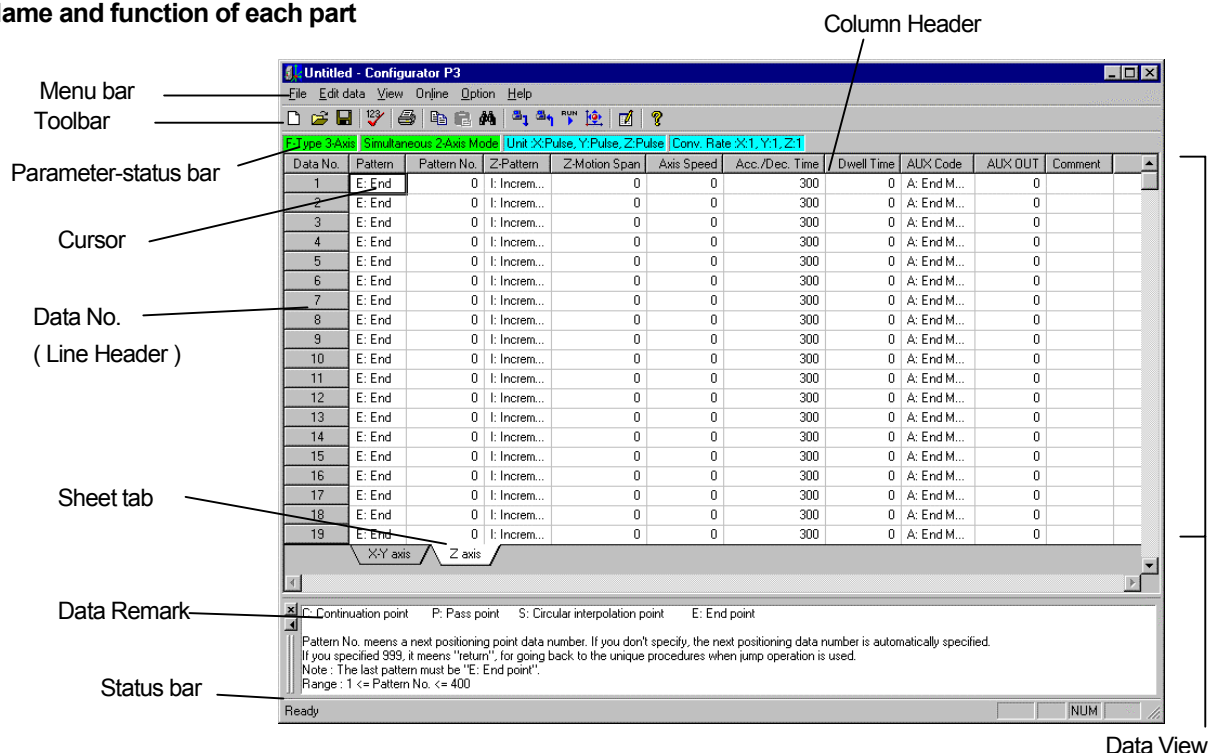 Name and function of each part
Column Header
Untitled - Configurator P3
Menu bar
File Edit data View Online Option Help
Toolbar
Parameter-status bar
F-Type 3-Axis Simultaneous 2-Axis Mode Unit :X:Pulse, Y:Pulse, Z:Pulse Conv. Rate :X:1, Y:1, Z:1
Data No. Pattern Pattern No. Z-Pattern Z-Motion Span Axis Speed Acc./Dec. Time Dwell Time AUX Code AUX OUT Comment
1 E: End 0 I: Increm... 0 0 300 0 A: End M... 0
2 E: End 0 I: Increm... 0 0 300 0 A: End M... 0
3 E: End 0 I: Increm... 0 0 300 0 A: End M... 0
Cursor
4 E: End 0 I: Increm... 0 0 300 0 A: End M... 0
5 E: End 0 I: Increm... 0 0 300 0 A: End M... 0
6 E: End 0 I: Increm... 0 0 300 0 A: End M... 0
7 E: End 0 I: Increm... 0 0 300 0 A: End M... 0
Data No.
( Line Header )
8 E: End 0 I: Increm... 0 0 300 0 A: End M... 0
9 E: End 0 I: Increm... 0 0 300 0 A: End M... 0
10 E: End 0 I: Increm... 0 0 300 0 A: End M... 0
11 E: End 0 I: Increm... 0 0 300 0 A: End M... 0
12 E: End 0 I: Increm... 0 0 300 0 A: End M... 0
13 E: End 0 I: Increm... 0 0 300 0 A: End M... 0
14 E: End 0 I: Increm... 0 0 300 0 A: End M... 0
15 E: End 0 I: Increm... 0 0 300 0 A: End M... 0
16 E: End 0 I: Increm... 0 0 300 0 A: End M... 0
Sheet tab
17 E: End 0 I: Increm... 0 0 300 0 A: End M... 0
18 E: End 0 I: Increm... 0 0 300 0 A: End M... 0
19 E: End 0 I: Increm... 0 0 300 0 A: End M... 0
X-Y axis Z axis
Data Remark
C: Continuation point P: Pass point S: Circular interpolation point E: End point
Pattern No. meens a next positioning point data number. If you don't specify, the next positioning data number is automatically specified.
If you specified 999, it meens "return", for going back to the unique procedures when jump operation is used.
Note : The last pattern must be "E: End point".
Range : 1 <= Pattern No. <= 400
Status bar
Ready NUM
Data View